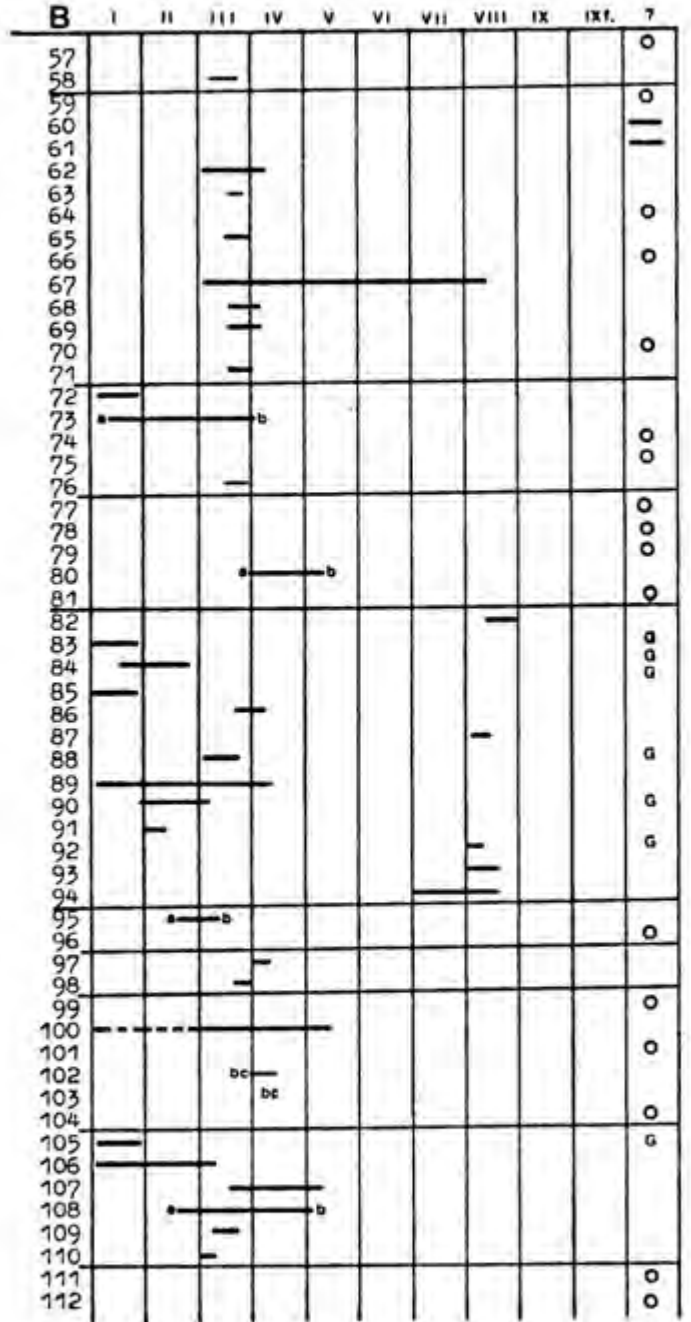 B I II III IV V VI VII VIII IX IXf. ?
57 O
58
59 O
60
61
62
63
64 O
65
66 O
67
68
69
70 O
71
72
73 a b
74 O
75 O
76
77 O
78 O
79 O
80 a b
81 O
82
83 G
84 G
85 G
86
87
88 G
89
90 G
91
92 G
93
94
95 a b
96 O
97
98
99 O
100
101 O
102 bc
103 bc
104 O
105 G
106
107
108 a b
109
110
111 O
112 O